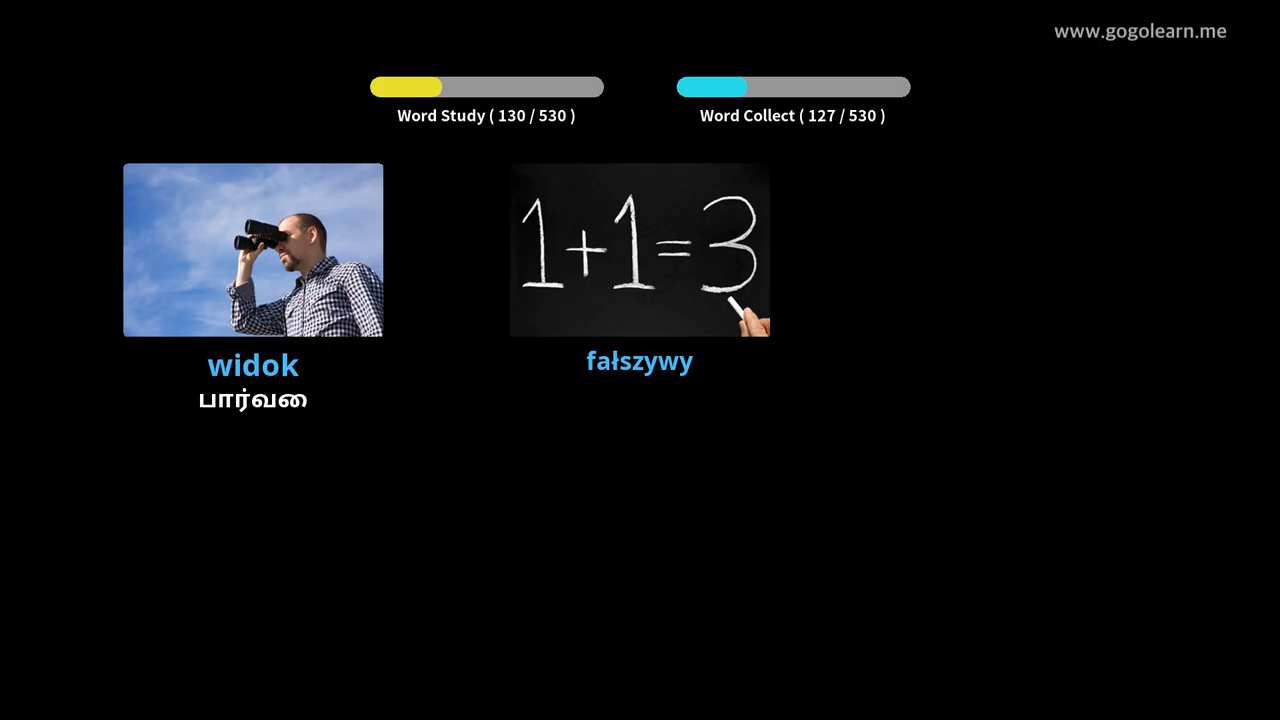 www.gogolearn.me
Word Study ( 130 / 530 )
Word Collect ( 127 / 530 )
1+1=3
widok
பார்வை
fałszywy